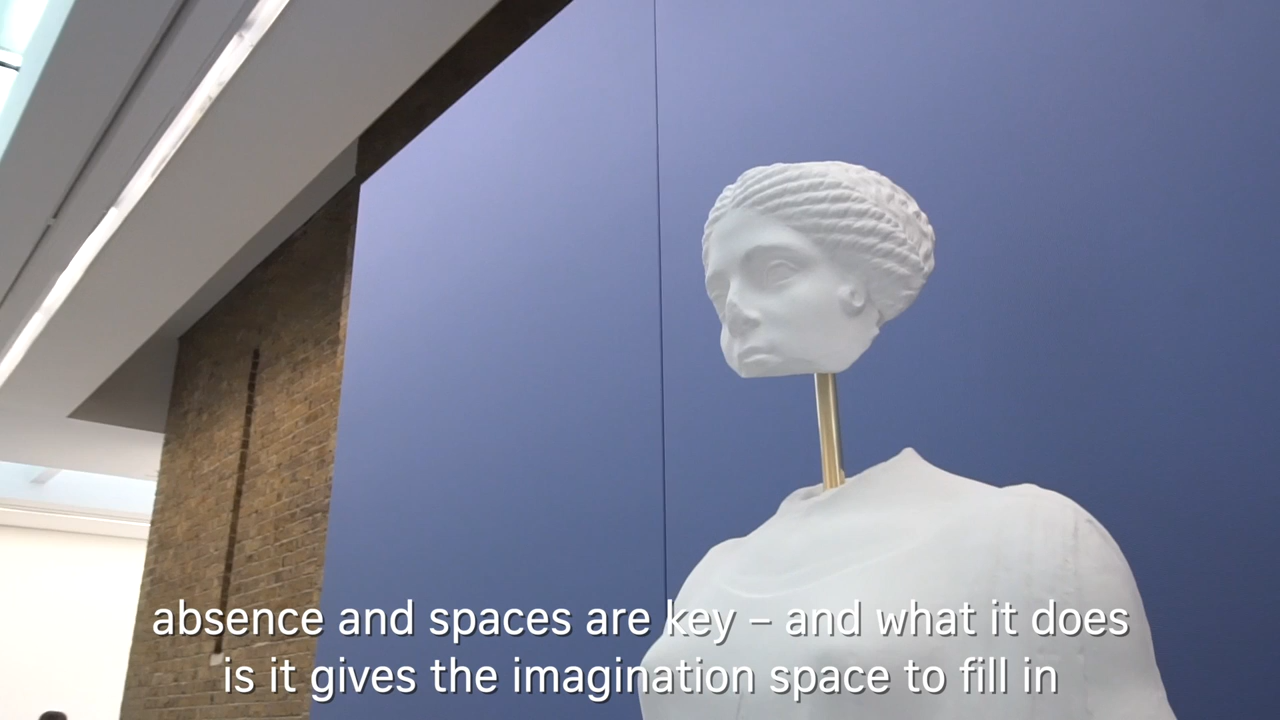 absence and spaces are key – and what it does
is it gives the imagination space to fill in